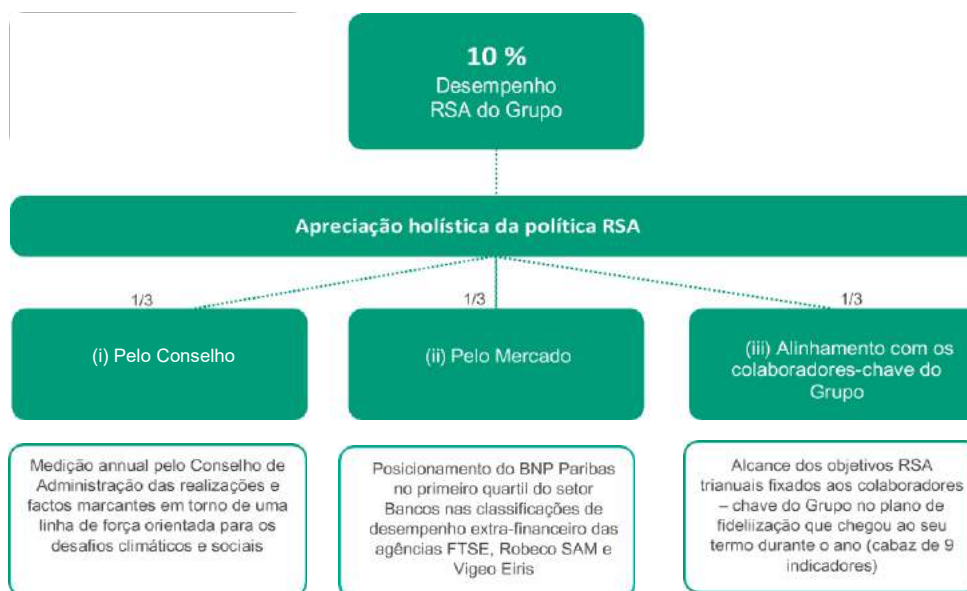 10 %
Desempenho
RSA do Grupo
Apreciação holística da política RSA
1/3
1/3
1/3
(i) Pelo Conselho
(ii) Pelo Mercado
(iii) Alinhamento com os
colaboradores-chave do
Grupo
Medição annual pelo Conselho de
Administração das realizações e
factos marcantes em torno de uma
linha de força orientada para os
desafios climáticos e sociais
Posicionamento do BNP Paribas
no primeiro quartil do setor
Bancos nas classificações de
desempenho extra-financeiro das
agências FTSE, Robeco SAM e
Vigeo Eiris
Alcance dos objetivos RSA
trianuais fixados aos colaboradores
– chave do Grupo no plano de
fideliização que chegou ao seu
termo durante o ano (cabaz de 9
indicadores)